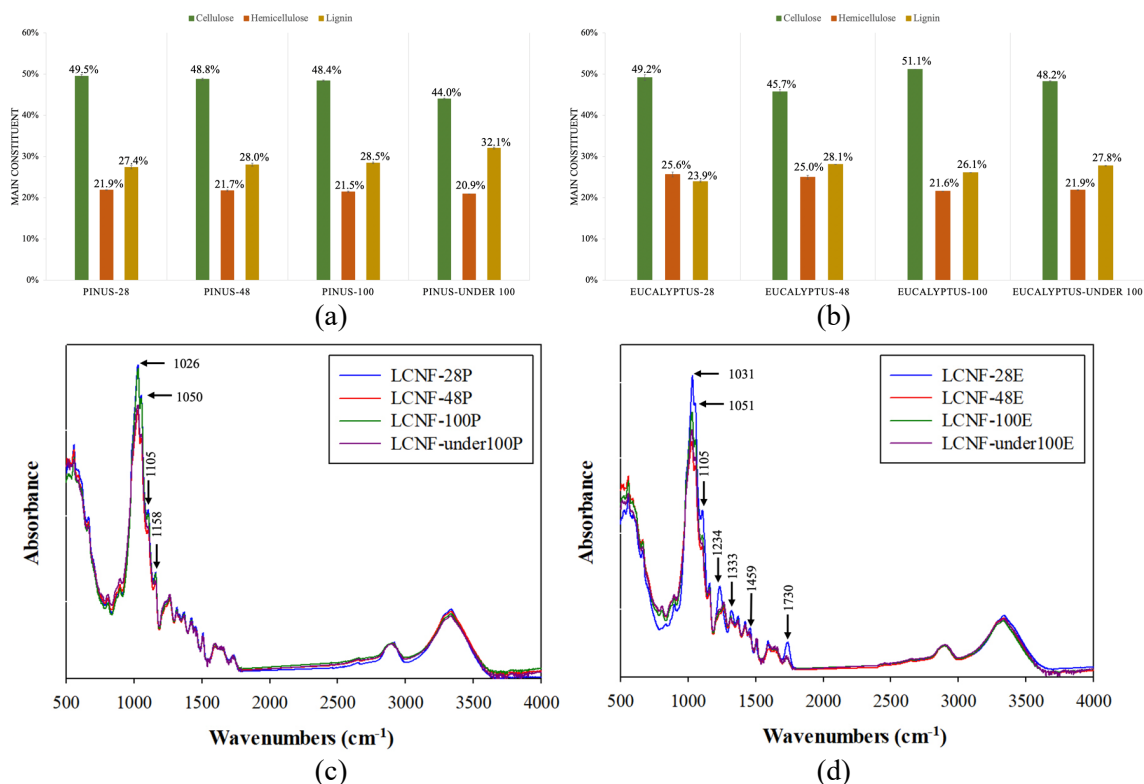 Cellulose Hemicellulose Lignin
60%
50%
40%
30%
20%
10%
0%
MAIN CONSTITUENT
49.5%
21.9%
27.4%
48.8%
21.7%
28.0%
48.4%
21.5%
28.5%
44.0%
20.9%
32.1%
PINUS-28 PINUS-48 PINUS-100 PINUS-UNDER 100
(a)
Cellulose Hemicellulose Lignin
60%
50%
40%
30%
20%
10%
0%
MAIN CONSTITUENT
49.2%
25.6%
23.9%
45.7%
25.0%
28.1%
51.1%
21.6%
26.1%
48.2%
21.9%
27.8%
EUCALYPTUS-28 EUCALYPTUS-48 EUCALYPTUS-100 EUCALYPTUS-UNDER 100
(b)
Absorbance
1026
1050
1105
1158
LCNF-28P
LCNF-48P
LCNF-100P
LCNF-under100P
500 1000 1500 2000 2500 3000 3500 4000
Wavenumbers (cm⁻¹)
(c)
Absorbance
1031
1051
1105
1234
1333
1459
1730
LCNF-28E
LCNF-48E
LCNF-100E
LCNF-under100E
500 1000 1500 2000 2500 3000 3500 4000
Wavenumbers (cm⁻¹)
(d)